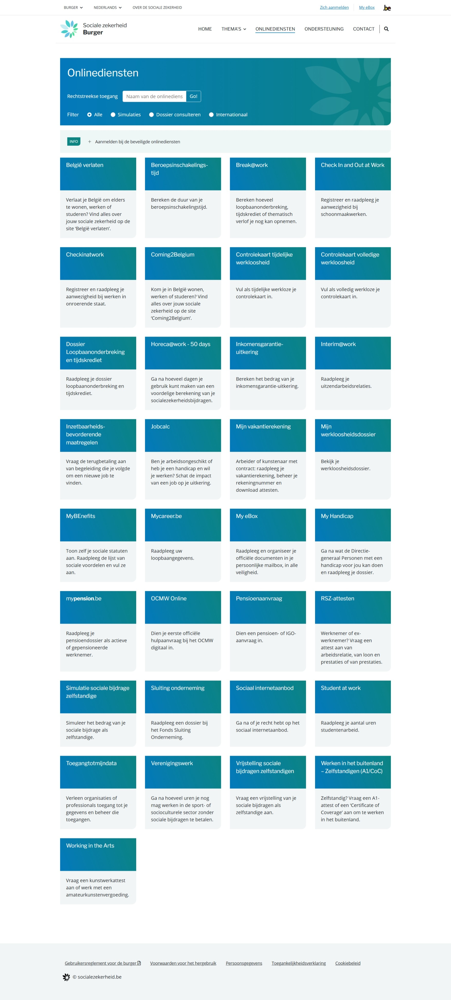 BURGER
NEDERLANDS
OVER DE SOCIALE ZEKERHEID
Zich aanmelden
My eBox
.be
Sociale zekerheid
Burger
HOME
THEMA'S
ONLINEDIENSTEN
ONDERSTEUNING
CONTACT
Onlinediensten
Rechtstreekse toegang
Naam van de onlinediens
Go!
Filter
Alle
Simulaties
Dossier consulteren
Internationaal
INFO
+ Aanmelden bij de beveiligde onlinediensten
België verlaten
Verlaat je België om elders
te wonen, werken of
studeren? Vind alles over
jouw sociale zekerheid op de
site ‘België verlaten’.
Beroepsinschakelings-
tijd
Bereken de duur van je
beroepsinschakelingstijd.
Break@work
Bereken hoeveel
loopbaanonderbreking,
tijdskrediet of thematisch
verlof je nog kan opnemen.
Check In and Out at Work
Registreer en raadpleeg je
aanwezigheid bij
schoonmaakwerken.
Checkinatwork
Registreer en raadpleeg je
aanwezigheid bij werken in
onroerende staat.
Coming2Belgium
Kom je in België wonen,
werken of studeren? Vind
alles over jouw sociale
zekerheid op de site
‘Coming2Belgium’.
Controlekaart tijdelijke
werkloosheid
Vul als tijdelijke werkloze je
controlekaart in.
Controlekaart volledige
werkloosheid
Vul als volledig werkloze je
controlekaart in.
Dossier
Loopbaanonderbreking
en tijdskrediet
Raadpleeg je dossier
loopbaanonderbreking en
tijdskrediet.
Horeca@work - 50 days
Ga na hoeveel dagen je
gebruik kunt maken van een
voordelige berekening van je
socialezekerheidsbijdragen.
Inkomensgarantie-
uitkering
Bereken het bedrag van je
inkomensgarantie-uitkering.
Interim@work
Raadpleeg je
uitzendarbeidsrelaties.
Inzetbaarheids-
bevorderende
maatregelen
Vraag de terugbetaling aan
van begeleiding die je volgde
om een nieuwe job te
vinden.
Jobcalc
Ben je arbeidsongeschikt of
heb je een handicap en wil
je werken? Schat de impact
van een job op je uitkering.
Mijn vakantierekening
Arbeider of kunstenaar met
contract: raadpleeg je
vakantierekening, beheer je
rekeningnummer en
download attesten.
Mijn
werkloosheidsdossier
Bekijk je
werkloosheidsdossier.
MyBEnefits
Toon zelf je sociale statuten
aan. Raadpleeg de lijst van
sociale voordelen en vul ze
aan.
Mycareer.be
Raadpleeg uw
loopbaangegevens.
My eBox
Raadpleeg en organiseer je
officiële documenten in je
persoonlijke mailbox, in alle
veiligheid.
My Handicap
Ga na wat de Directie-
generaal Personen met een
handicap voor jou kan doen
en raadpleeg je dossier.
mypension.be
Raadpleeg je
pensioendossier als actieve
of gepensioneerde
werknemer.
OCMW Online
Dien je eerste officiële
hulpaanvraag bij het OCMW
digitaal in.
Pensioenaanvraag
Dien een pensioen- of IGO-
aanvraag in.
RSZ-attesten
Werknemer of ex-
werknemer? Vraag een
attest aan van
arbeidsrelatie, van loon en
prestaties of van prestaties.
Simulatie sociale bijdrage
zelfstandige
Simuleer het bedrag van je
sociale bijdrage als
zelfstandige.
Sluiting onderneming
Raadpleeg een dossier bij
het Fonds Sluiting
Onderneming.
Sociaal internetaanbod
Ga na of je recht hebt op het
sociaal internetaanbod.
Student at work
Raadpleeg je aantal uren
studentenarbeid.
Toegangtotmijndata
Verleen organisaties of
professionals toegang tot je
gegevens en beheer die
toegangen.
Verenigingswerk
Ga na hoeveel uren je nog
mag werken in de sport- of
socioculturele sector zonder
sociale bijdragen te betalen.
Vrijstelling sociale
bijdragen zelfstandigen
Vraag een vrijstelling van je
sociale bijdragen als
zelfstandige aan.
Werken in het buitenland
– Zelfstandigen (A1/CoC)
Zelfstandig? Vraag een A1-
attest of een ‘Certificate of
Coverage’ aan om te werken
in het buitenland.
Working in the Arts
Vraag een kunstwerkattest
aan of werk met een
amateurkunstenvergoeding.
Gebruikersreglement voor de burger
Voorwaarden voor het hergebruik
Persoonsgegevens
Toegankelijkheidsverklaring
Cookiebeleid
© socialezekerheid.be